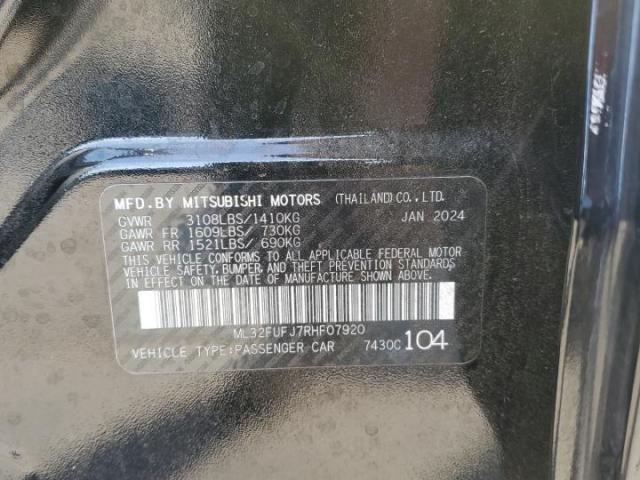 MFD.BY MITSUBISHI MOTORS (THAILAND)CO.,LTD.
GVWR 3108LBS/1410KG JAN 2024
GAWR FR 1609LBS/ 730KG
GAWR RR 1521LBS/ 690KG
THIS VEHICLE CONFORMS TO ALL APPLICABLE FEDERAL MOTOR
VEHICLE SAFETY, BUMPER, AND THEFT PREVENTION STANDARDS
IN EFFECT ON THE DATE OF MANUFACTURE SHOWN ABOVE.
ML32FUFJ7RHF07920
VEHICLE TYPE:PASSENGER CAR 7430C 104